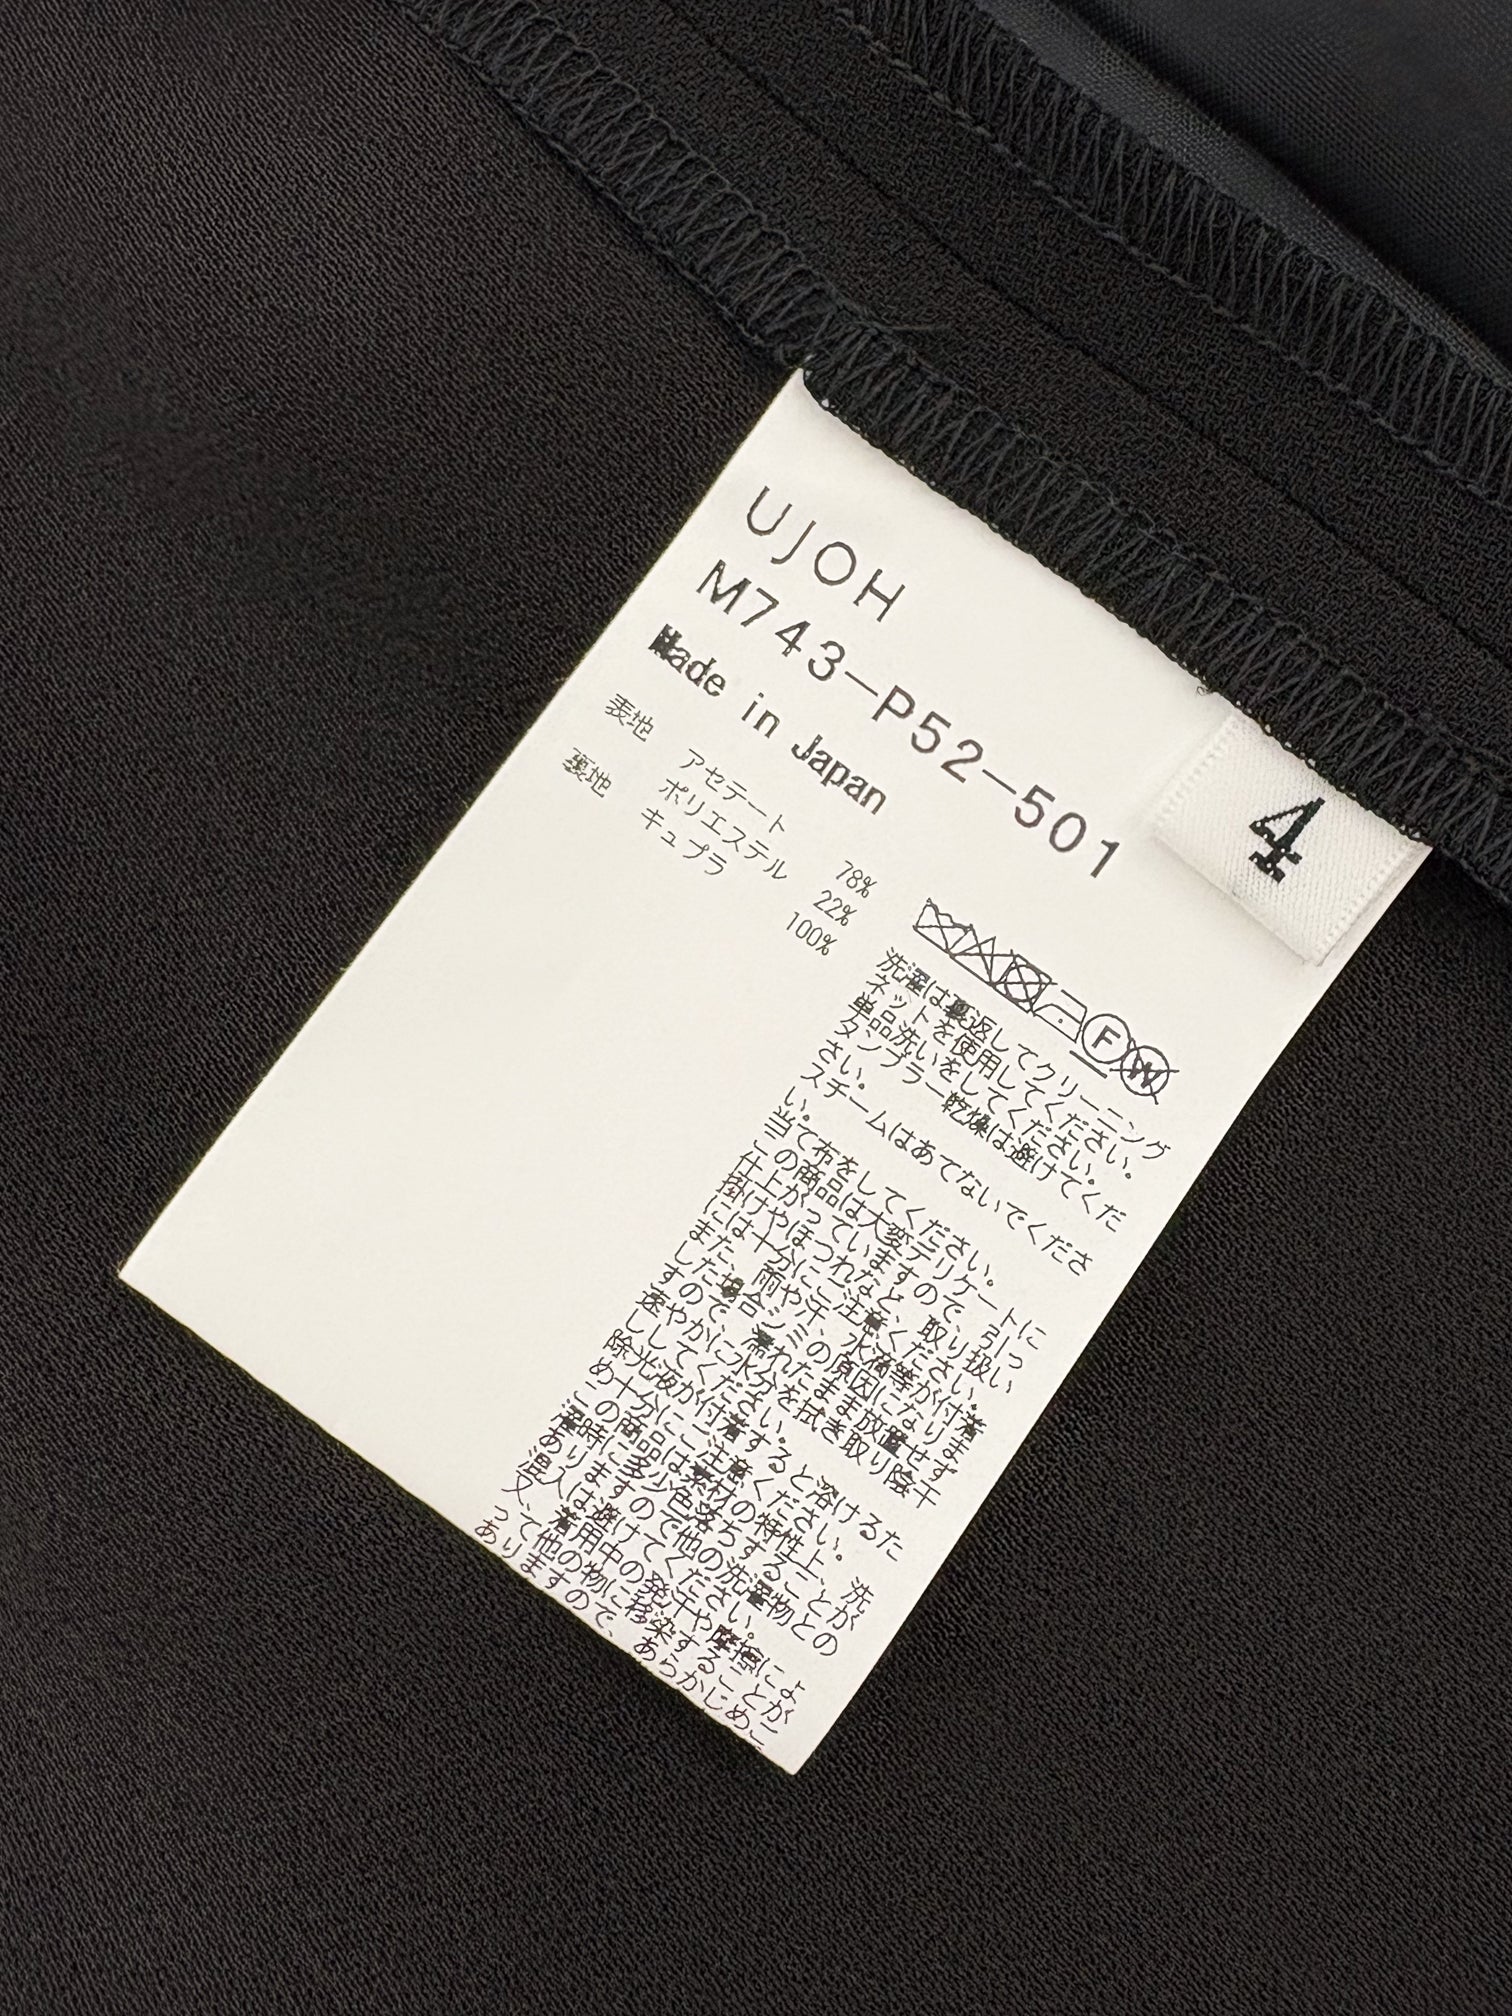 UJOH
M743-P52-501
Made in Japan
4
表地 アセテート 78%
ポリエステル 22%
裏地 キュプラ 100%
F
W
洗濯は裏返してクリーニング
ネットを使用してください。
単品洗いをしてください。
タンブラー乾燥は避けてくだ
さい。
スチームはあてないでくださ
い。
当て布をしてください。
この商品は大変デリケートに
仕上がっていますので、引っ
掛けやほつれなど、取り扱い
には十分にご注意ください。
また、雨や汗、水滴等が付着
した場合シミの原因になりま
すので、濡れたまま放置せず
速やかに水分を拭き取り陰干
ししてください。
除光液が付着すると溶けるた
め十分にご注意ください。
この商品は素材の特性上、洗
濯時に多少色落ちすることが
ありますので他の洗濯物との
混入は避けてください。
又、着用中の発汗や摩擦によ
って他の物に移染することが
ありますので、あらかじめご